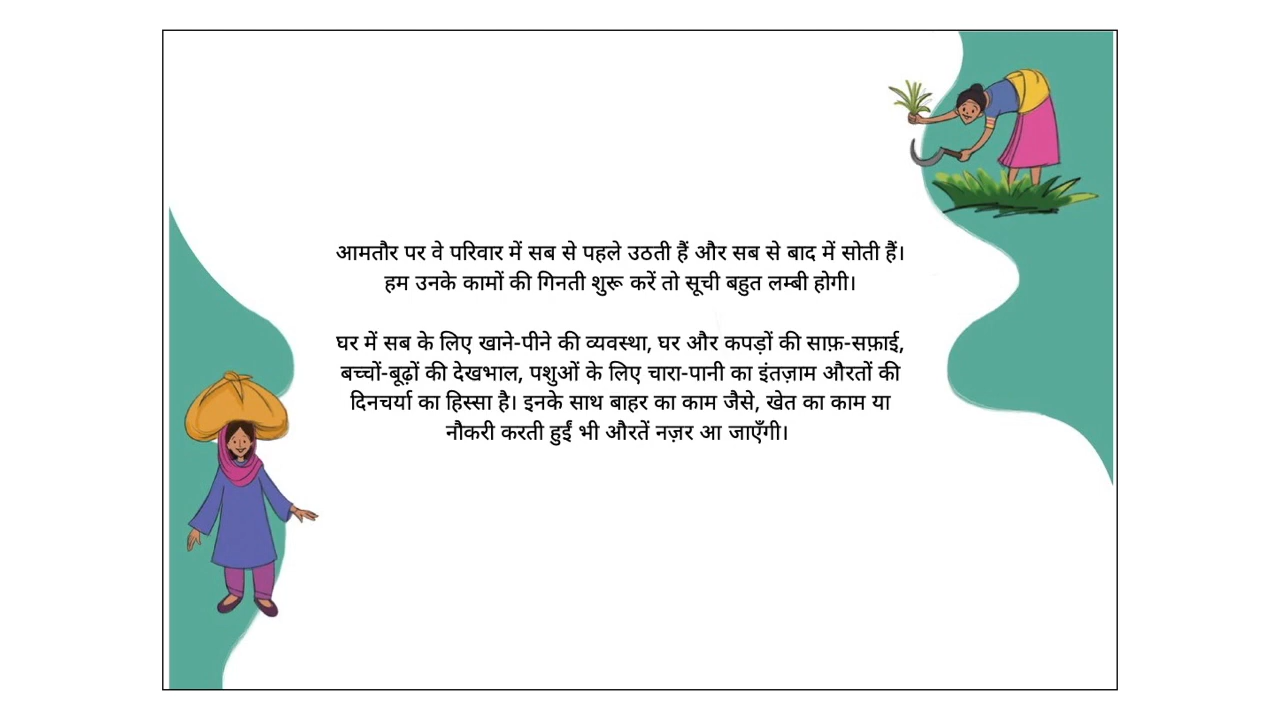 आमतौर पर वे परिवार में सब से पहले उठती हैं और सब से बाद में सोती हैं।
हम उनके कामों की गिनती शुरू करें तो सूची बहुत लम्बी होगी।
घर में सब के लिए खाने-पीने की व्यवस्था, घर और कपड़ों की साफ़-सफ़ाई,
बच्चों-बूढ़ों की देखभाल, पशुओं के लिए चारा-पानी का इंतज़ाम औरतों की
दिनचर्या का हिस्सा है। इनके साथ बाहर का काम जैसे, खेत का काम या
नौकरी करती हुईं भी औरतें नज़र आ जाएँगी।